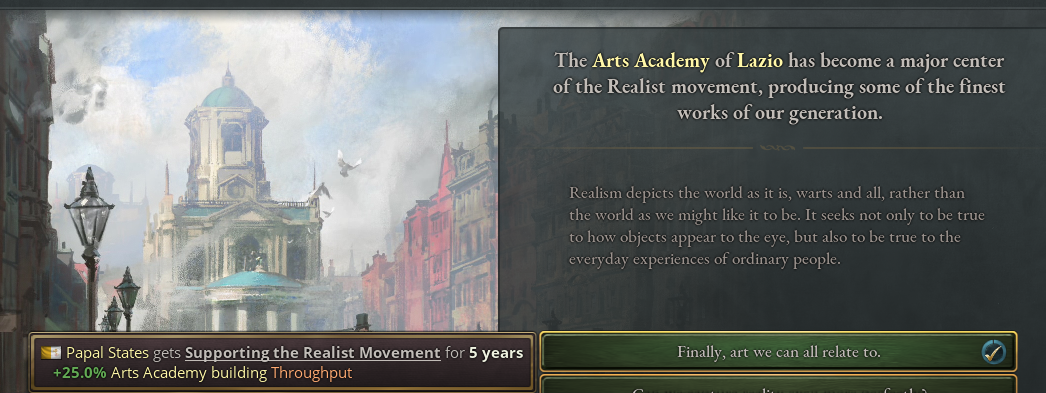 The Arts Academy of Lazio has become a major center
of the Realist movement, producing some of the finest
works of our generation.
Realism depicts the world as it is, warts and all, rather than
the world as we might like it to be. It seeks not only to be true
to how objects appear to the eye, but also to be true to the
everyday experiences of ordinary people.
Papal States gets Supporting the Realist Movement for 5 years
+25.0% Arts Academy building Throughput
Finally, art we can all relate to.